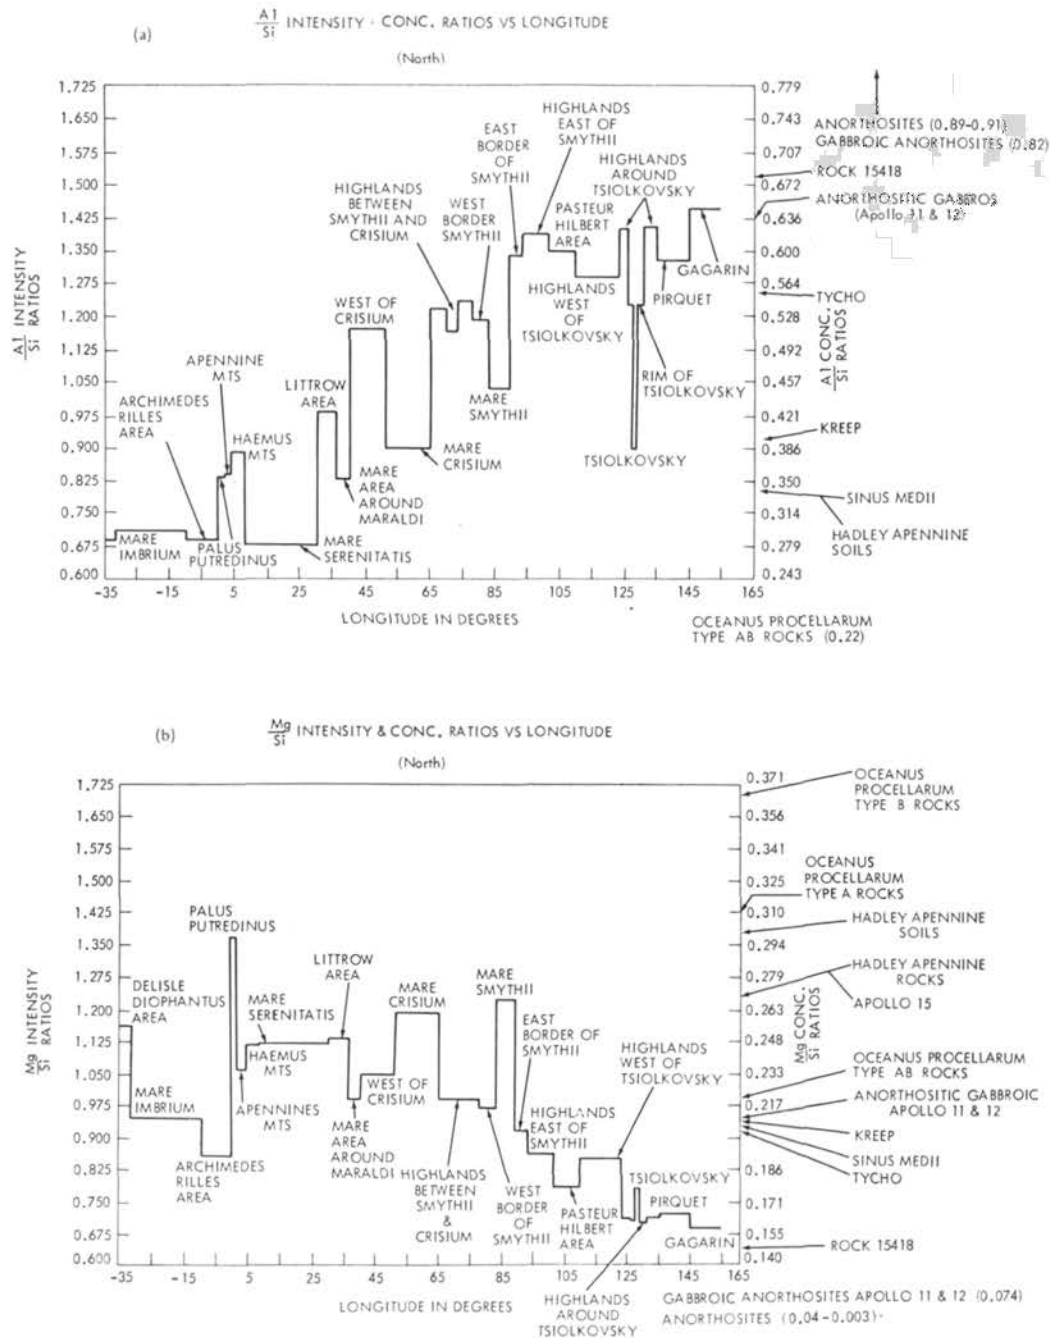 (a)
Al/Si INTENSITY - CONC. RATIOS VS LONGITUDE
(North)
Al/Si INTENSITY RATIOS
1.725
1.650
1.575
1.500
1.425
1.350
1.275
1.200
1.125
1.050
0.975
0.900
0.825
0.750
0.675
0.600
MARE
IMBRIUM
ARCHIMEDES
RILLES
AREA
APENNINE
MTS
PALUS
PUTREDINUS
HAEMUS
MTS
MARE
SERENITATIS
LITTROW
AREA
MARE
AREA
AROUND
MARALDI
WEST OF
CRISIUM
MARE
CRISIUM
HIGHLANDS
BETWEEN
SMYTHII AND
CRISIUM
WEST
BORDER
SMYTHII
MARE
SMYTHII
EAST
BORDER
OF
SMYTHII
HIGHLANDS
EAST OF
SMYTHII
PASTEUR
HILBERT
AREA
HIGHLANDS
WEST
OF
TSIOLKOVSKY
HIGHLANDS
AROUND
TSIOLKOVSKY
TSIOLKOVSKY
RIM OF
TSIOLKOVSKY
PIRQUET
GAGARIN
0.779
0.743
0.707
0.672
0.636
0.600
0.564
0.528
0.492
0.457
0.421
0.386
0.350
0.314
0.279
0.243
Al CONC./Si RATIOS
ANORTHOSITES (0.89-0.91)
GABBROIC ANORTHOSITES (0.82)
ROCK 15418
ANORTHOSITIC GABBROS
(Apollo 11 & 12)
TYCHO
KREEP
SINUS MEDII
HADLEY APENNINE
SOILS
-35 -15 5 25 45 65 85 105 125 145 165
LONGITUDE IN DEGREES
OCEANUS PROCELLARUM
TYPE AB ROCKS (0.22)
(b)
Mg/Si INTENSITY & CONC. RATIOS VS LONGITUDE
(North)
Mg/Si INTENSITY RATIOS
1.725
1.650
1.575
1.500
1.425
1.350
1.275
1.200
1.125
1.050
0.975
0.900
0.825
0.750
0.675
0.600
DELISLE
DIOPHANTUS
AREA
MARE
IMBRIUM
ARCHIMEDES
RILLES
AREA
PALUS
PUTREDINUS
APENNINES
MTS
HAEMUS
MTS
MARE
SERENITATIS
LITTROW
AREA
MARE
AREA
AROUND
MARALDI
WEST OF
CRISIUM
MARE
CRISIUM
HIGHLANDS
BETWEEN
SMYTHII
&
CRISIUM
WEST
BORDER
OF
SMYTHII
MARE
SMYTHII
EAST
BORDER OF
SMYTHII
HIGHLANDS
EAST
OF SMYTHII
PASTEUR
HILBERT
AREA
HIGHLANDS
WEST
OF TSIOLKOVSKY
TSIOLKOVSKY
HIGHLANDS
AROUND
TSIOLKOVSKY
PIRQUET
GAGARIN
0.371
0.356
0.341
0.325
0.310
0.294
0.279
0.263
0.248
0.233
0.217
0.186
0.171
0.155
0.140
Mg CONC./Si RATIOS
OCEANUS
PROCELLARUM
TYPE B ROCKS
OCEANUS
PROCELLARUM
TYPE A ROCKS
HADLEY APENNINE
SOILS
HADLEY APENNINE
ROCKS
APOLLO 15
OCEANUS PROCELLARUM
TYPE AB ROCKS
ANORTHOSITIC GABBROIC
APOLLO 11 & 12
KREEP
SINUS MEDII
TYCHO
ROCK 15418
-35 -15 5 25 45 65 85 105 125 145 165
LONGITUDE IN DEGREES
GABBROIC ANORTHOSITES APOLLO 11 & 12 (0.074)
ANORTHOSITES (0.04-0.003)